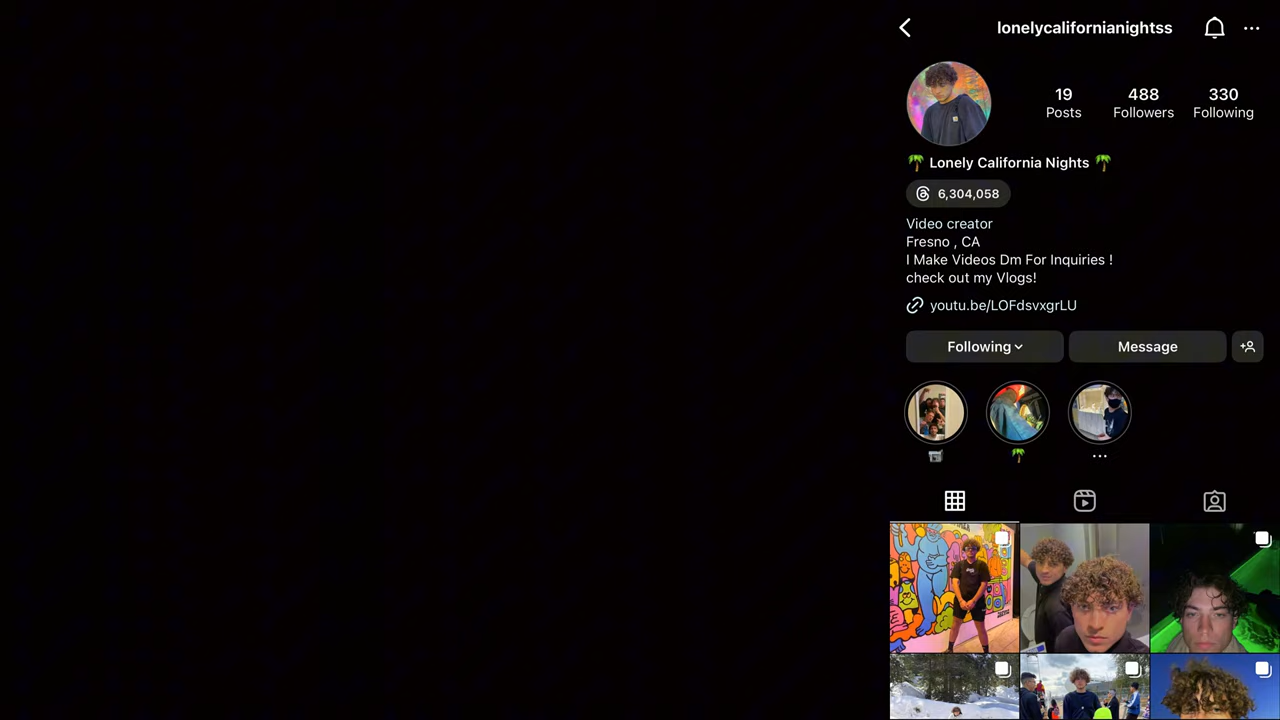 lonelycalifornianightss
19
Posts
488
Followers
330
Following
🌴 Lonely California Nights 🌴
6,304,058
Video creator
Fresno , CA
I Make Videos Dm For Inquiries !
check out my Vlogs!
youtu.be/LOFdsvxgrLU
Following
Message
...